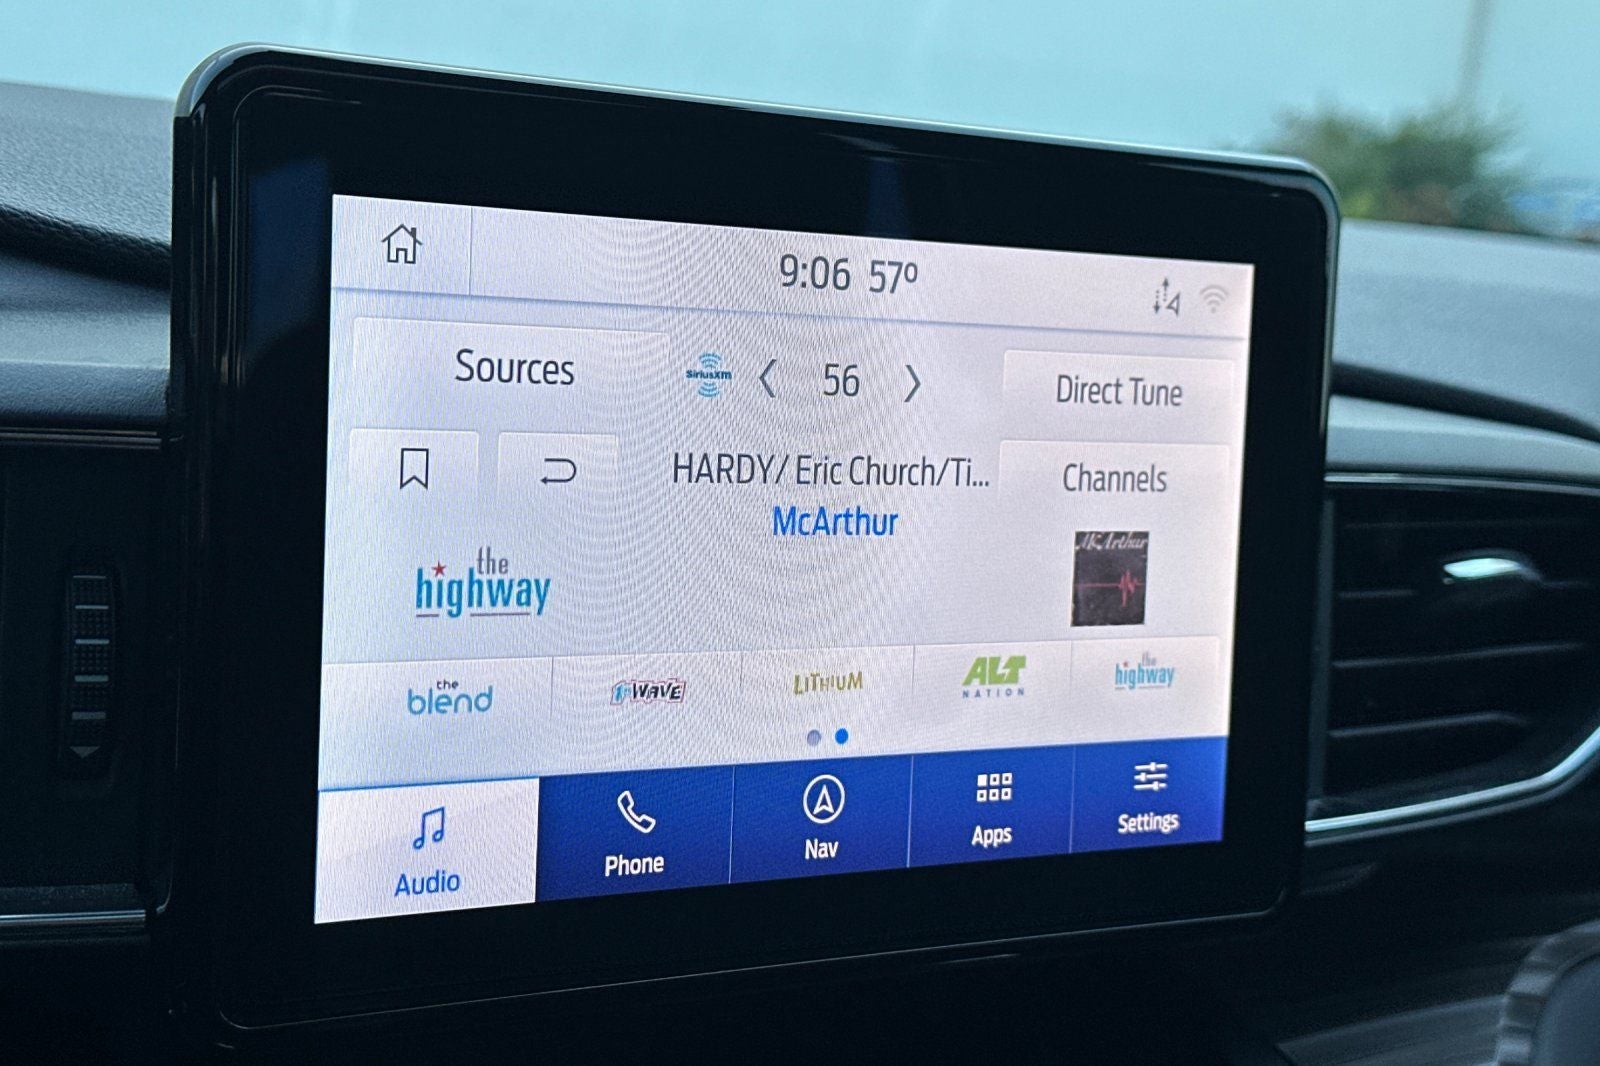 9:06 57°
Sources
SiriusXM
56
Direct Tune
HARDY/ Eric Church/Ti...
Channels
McArthur
McArthur
the
highway
the
blend
1st WAVE
LITHIUM
ALT
NATION
the
highway
Audio
Phone
Nav
Apps
Settings